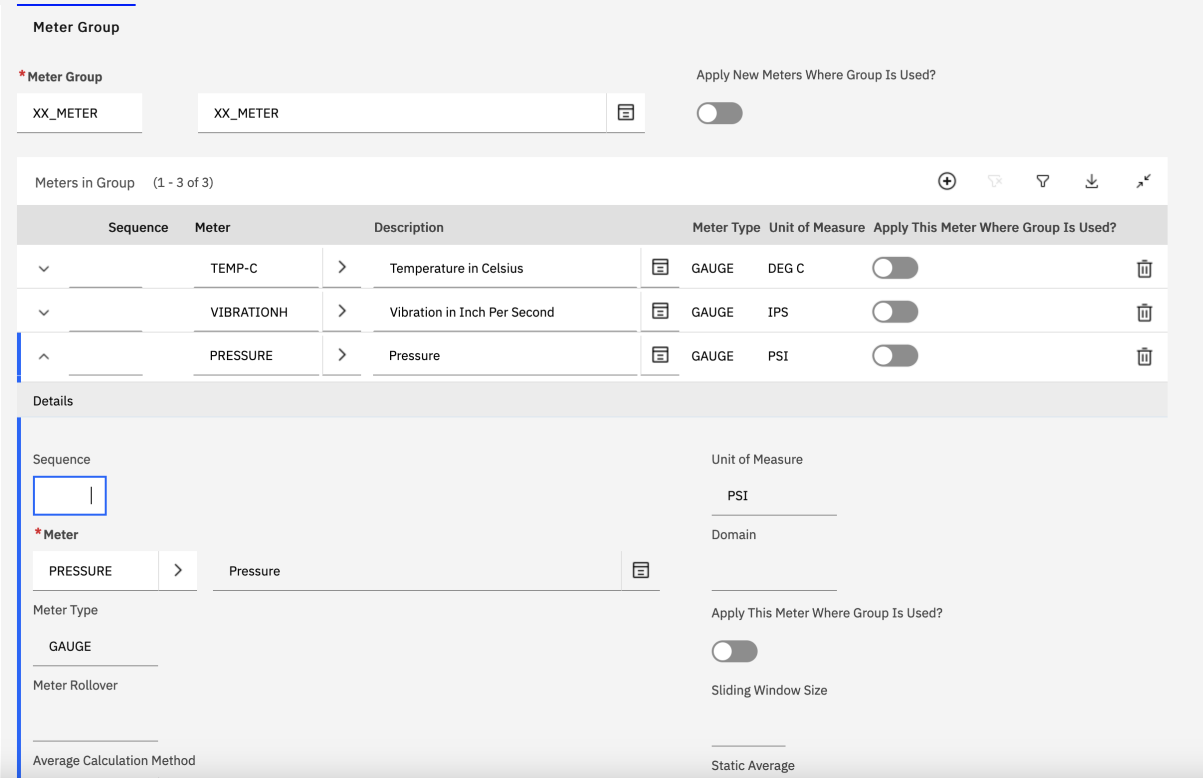 Meter Group
*Meter Group
Apply New Meters Where Group Is Used?
XX_METER XX_METER
Meters in Group (1 - 3 of 3)
Sequence Meter Description Meter Type Unit of Measure Apply This Meter Where Group Is Used?
TEMP-C Temperature in Celsius GAUGE DEG C
VIBRATIONH Vibration in Inch Per Second GAUGE IPS
PRESSURE Pressure GAUGE PSI
Details
Sequence Unit of Measure
PSI
*Meter Domain
PRESSURE Pressure
Meter Type Apply This Meter Where Group Is Used?
GAUGE
Meter Rollover Sliding Window Size
Average Calculation Method Static Average